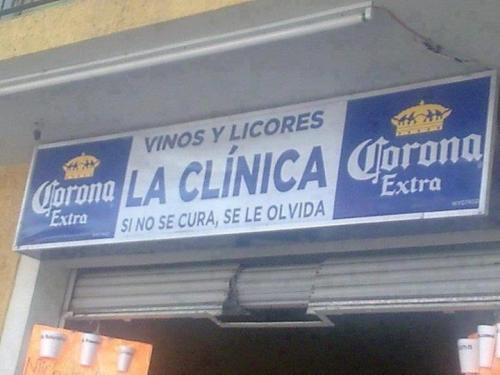 VINOS Y LICORES
LA CLÍNICA
SI NO SE CURA, SE LE OLVIDA
Corona
Extra
Corona
Extra